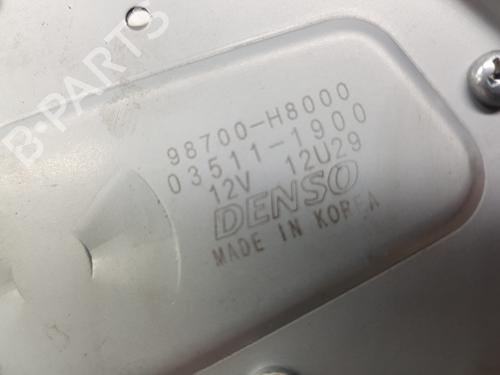 98700-H8000
03511-1900
12V 12U29
DENSO
MADE IN KOREA
B-PARTS